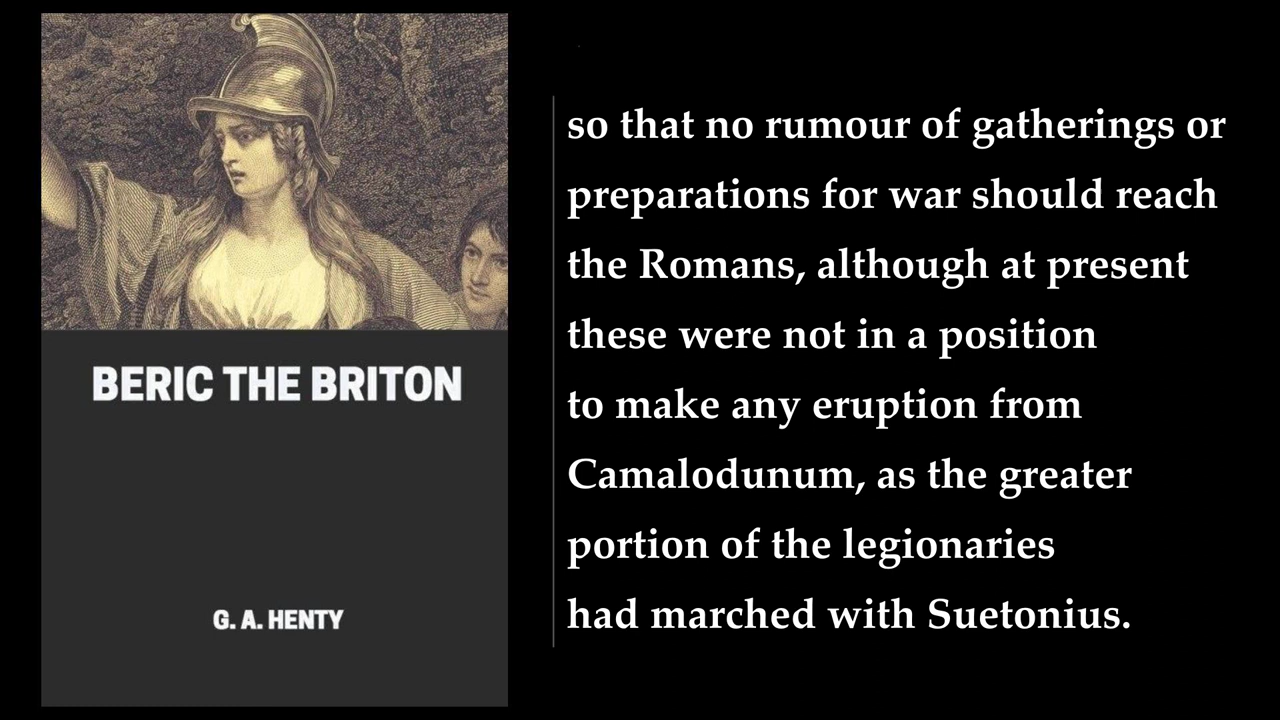 BERIC THE BRITON
G. A. HENTY
so that no rumour of gatherings or
preparations for war should reach
the Romans, although at present
these were not in a position
to make any eruption from
Camalodunum, as the greater
portion of the legionaries
had marched with Suetonius.